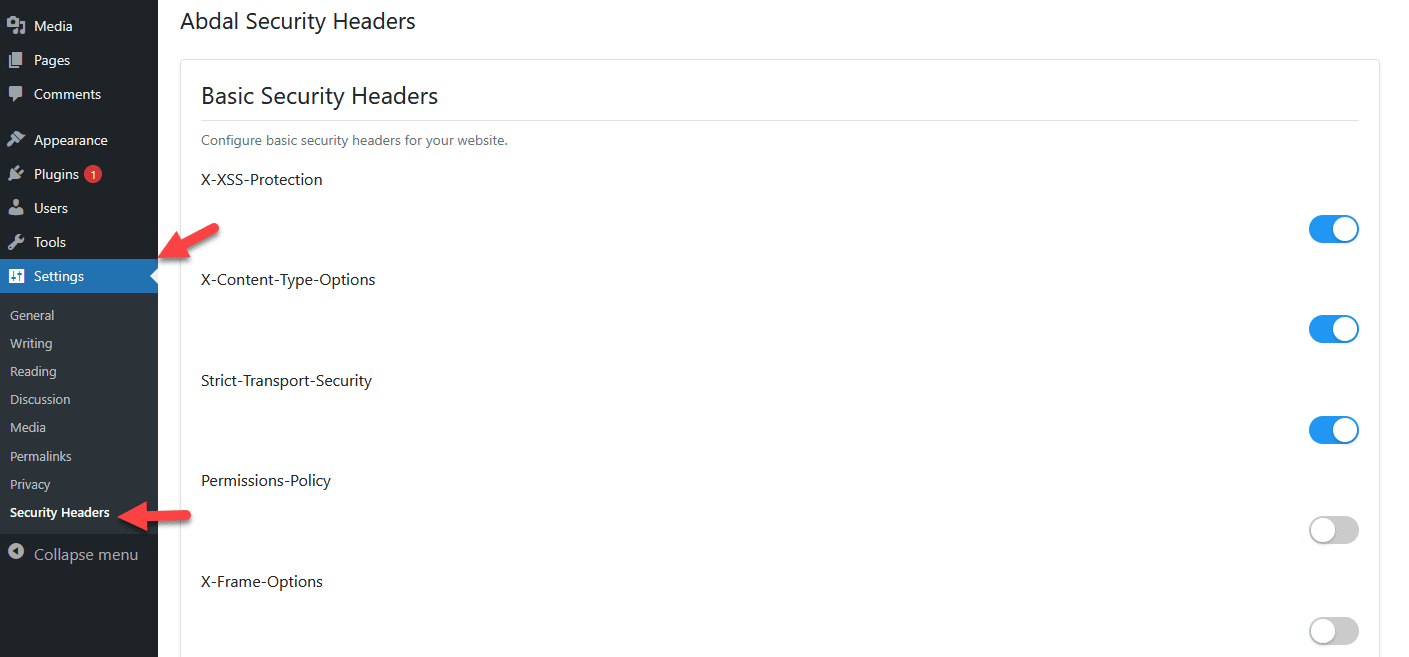 Media
Pages
Comments
Appearance
Plugins 1
Users
Tools
Settings
General
Writing
Reading
Discussion
Media
Permalinks
Privacy
Security Headers
Collapse menu
Abdal Security Headers
Basic Security Headers
Configure basic security headers for your website.
X-XSS-Protection
X-Content-Type-Options
Strict-Transport-Security
Permissions-Policy
X-Frame-Options